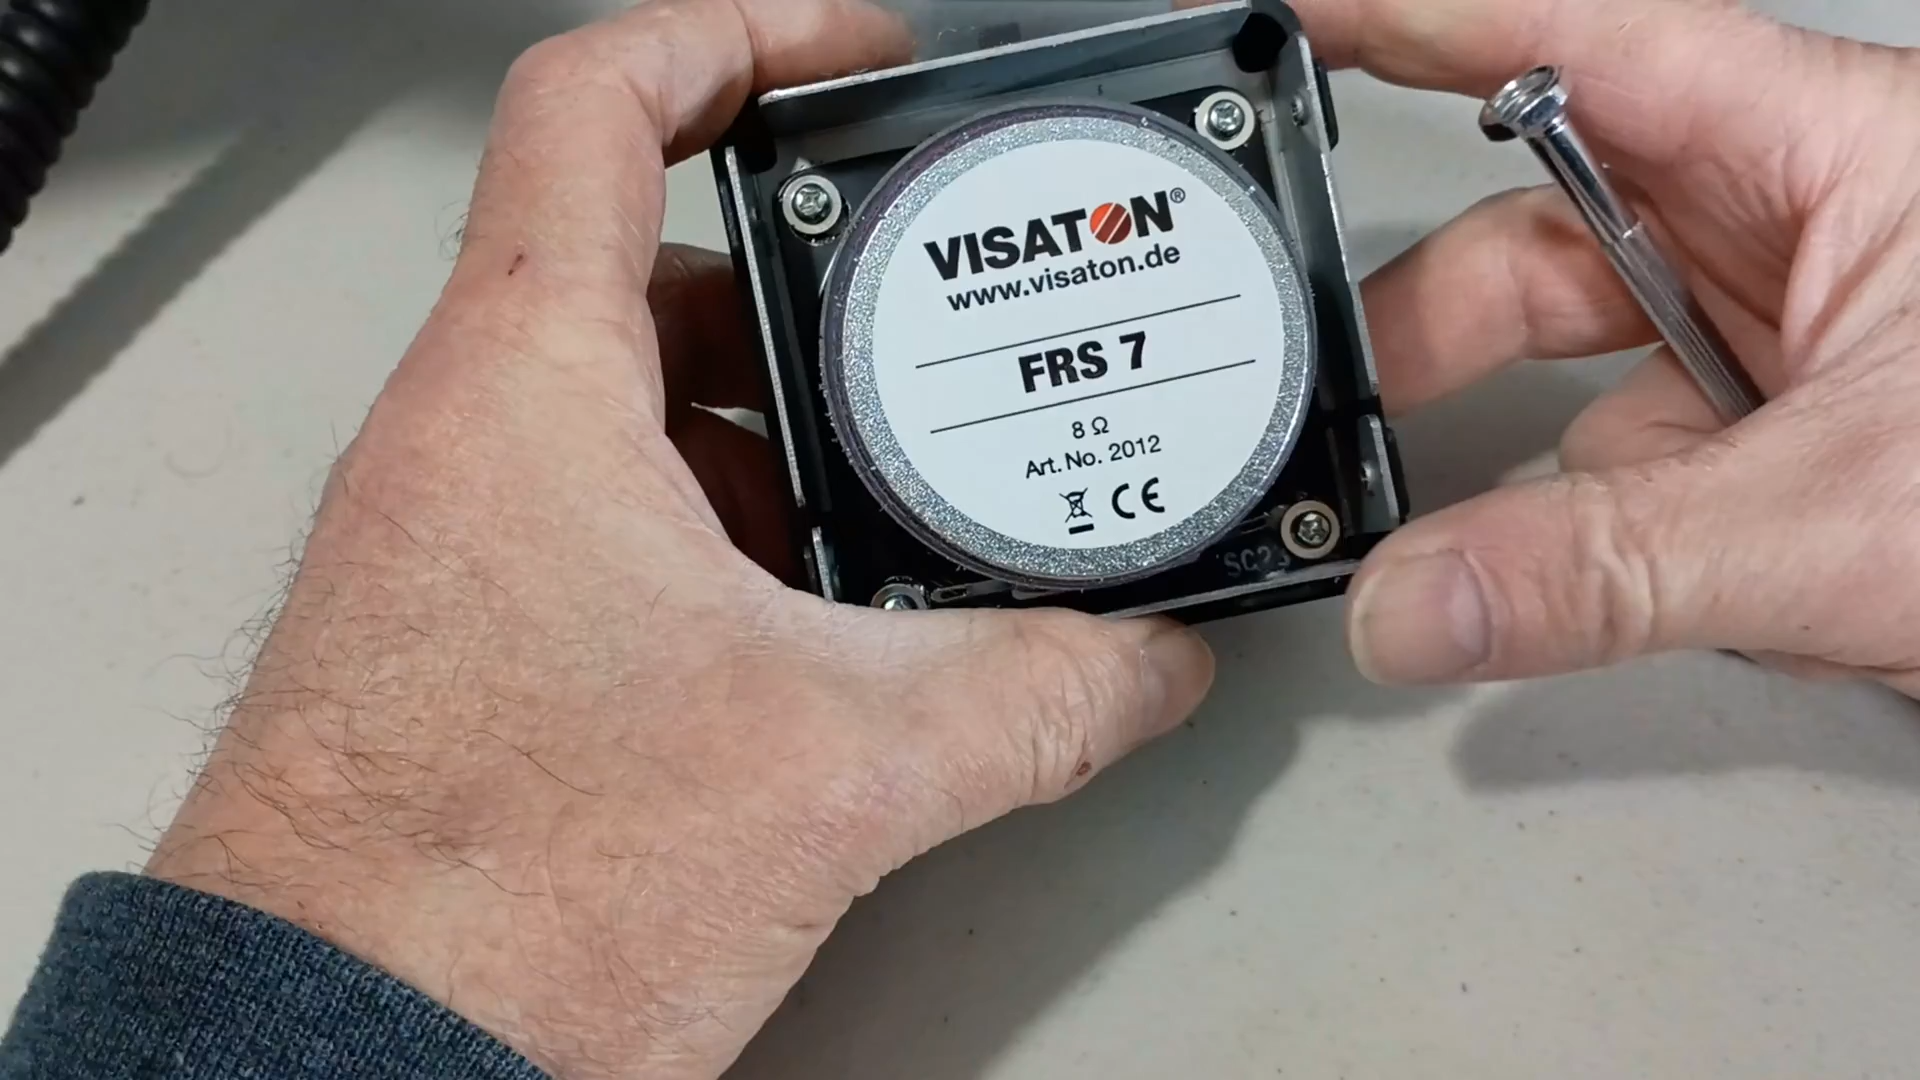 VISATON®
www.visaton.de
FRS 7
8 Ω
Art. No. 2012
CE